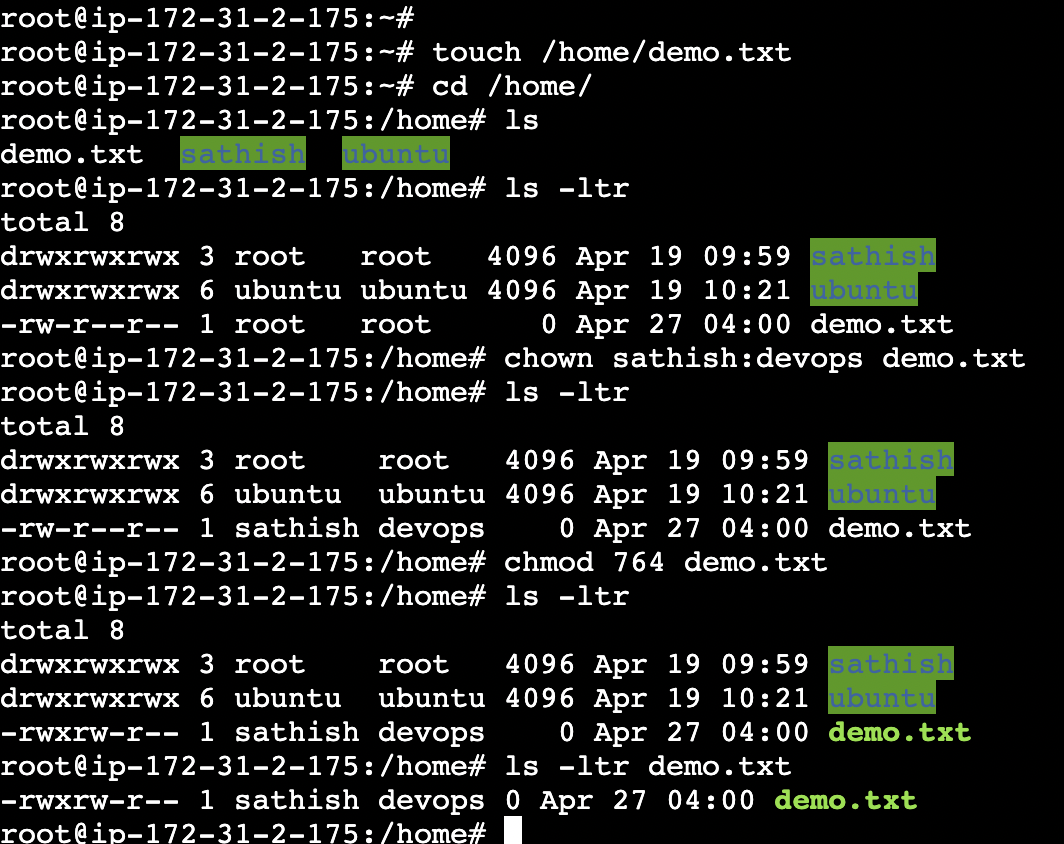 root@ip-172-31-2-175:~#
root@ip-172-31-2-175:~# touch /home/demo.txt
root@ip-172-31-2-175:~# cd /home/
root@ip-172-31-2-175:/home# ls
demo.txt  sathish  ubuntu
root@ip-172-31-2-175:/home# ls -ltr
total 8
drwxrwxrwx 3 root   root   4096 Apr 19 09:59 sathish
drwxrwxrwx 6 ubuntu ubuntu 4096 Apr 19 10:21 ubuntu
-rw-r--r-- 1 root   root      0 Apr 27 04:00 demo.txt
root@ip-172-31-2-175:/home# chown sathish:devops demo.txt
root@ip-172-31-2-175:/home# ls -ltr
total 8
drwxrwxrwx 3 root    root   4096 Apr 19 09:59 sathish
drwxrwxrwx 6 ubuntu  ubuntu 4096 Apr 19 10:21 ubuntu
-rw-r--r-- 1 sathish devops    0 Apr 27 04:00 demo.txt
root@ip-172-31-2-175:/home# chmod 764 demo.txt
root@ip-172-31-2-175:/home# ls -ltr
total 8
drwxrwxrwx 3 root    root   4096 Apr 19 09:59 sathish
drwxrwxrwx 6 ubuntu  ubuntu 4096 Apr 19 10:21 ubuntu
-rwxrw-r-- 1 sathish devops    0 Apr 27 04:00 demo.txt
root@ip-172-31-2-175:/home# ls -ltr demo.txt
-rwxrw-r-- 1 sathish devops 0 Apr 27 04:00 demo.txt
root@ip-172-31-2-175:/home#